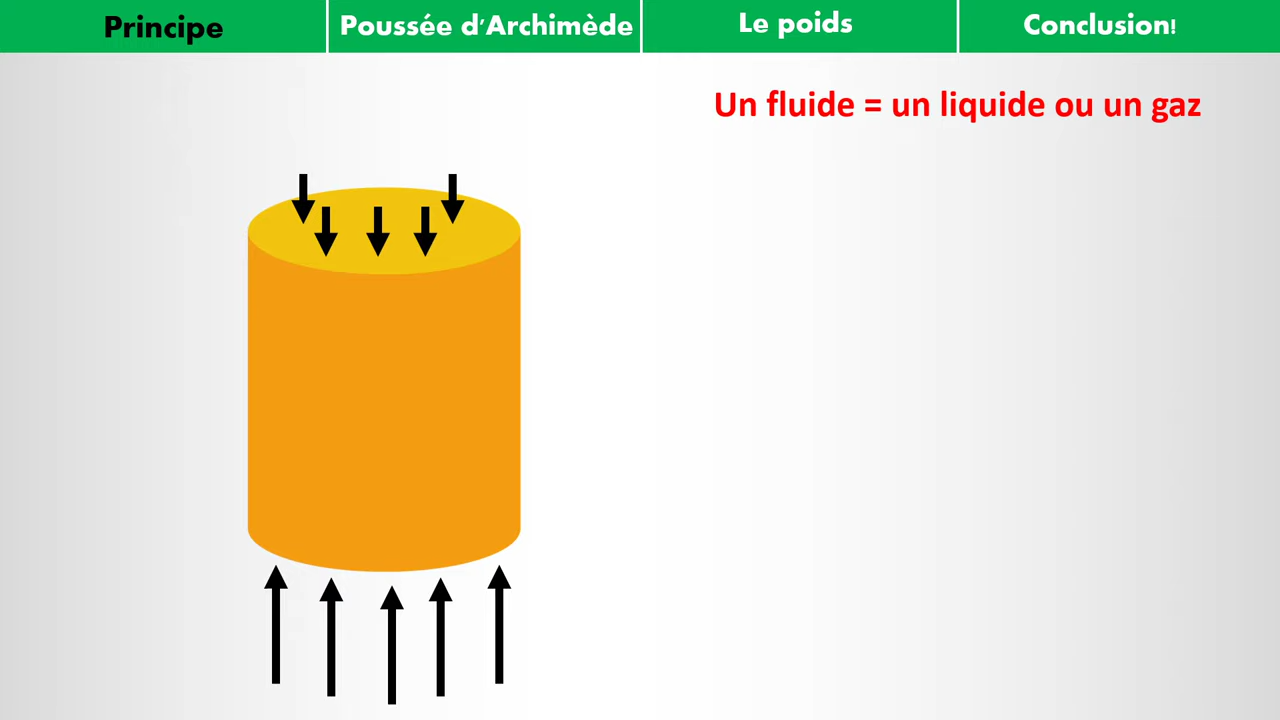 Principe
Poussée d'Archimède
Le poids
Conclusion!
Un fluide = un liquide ou un gaz